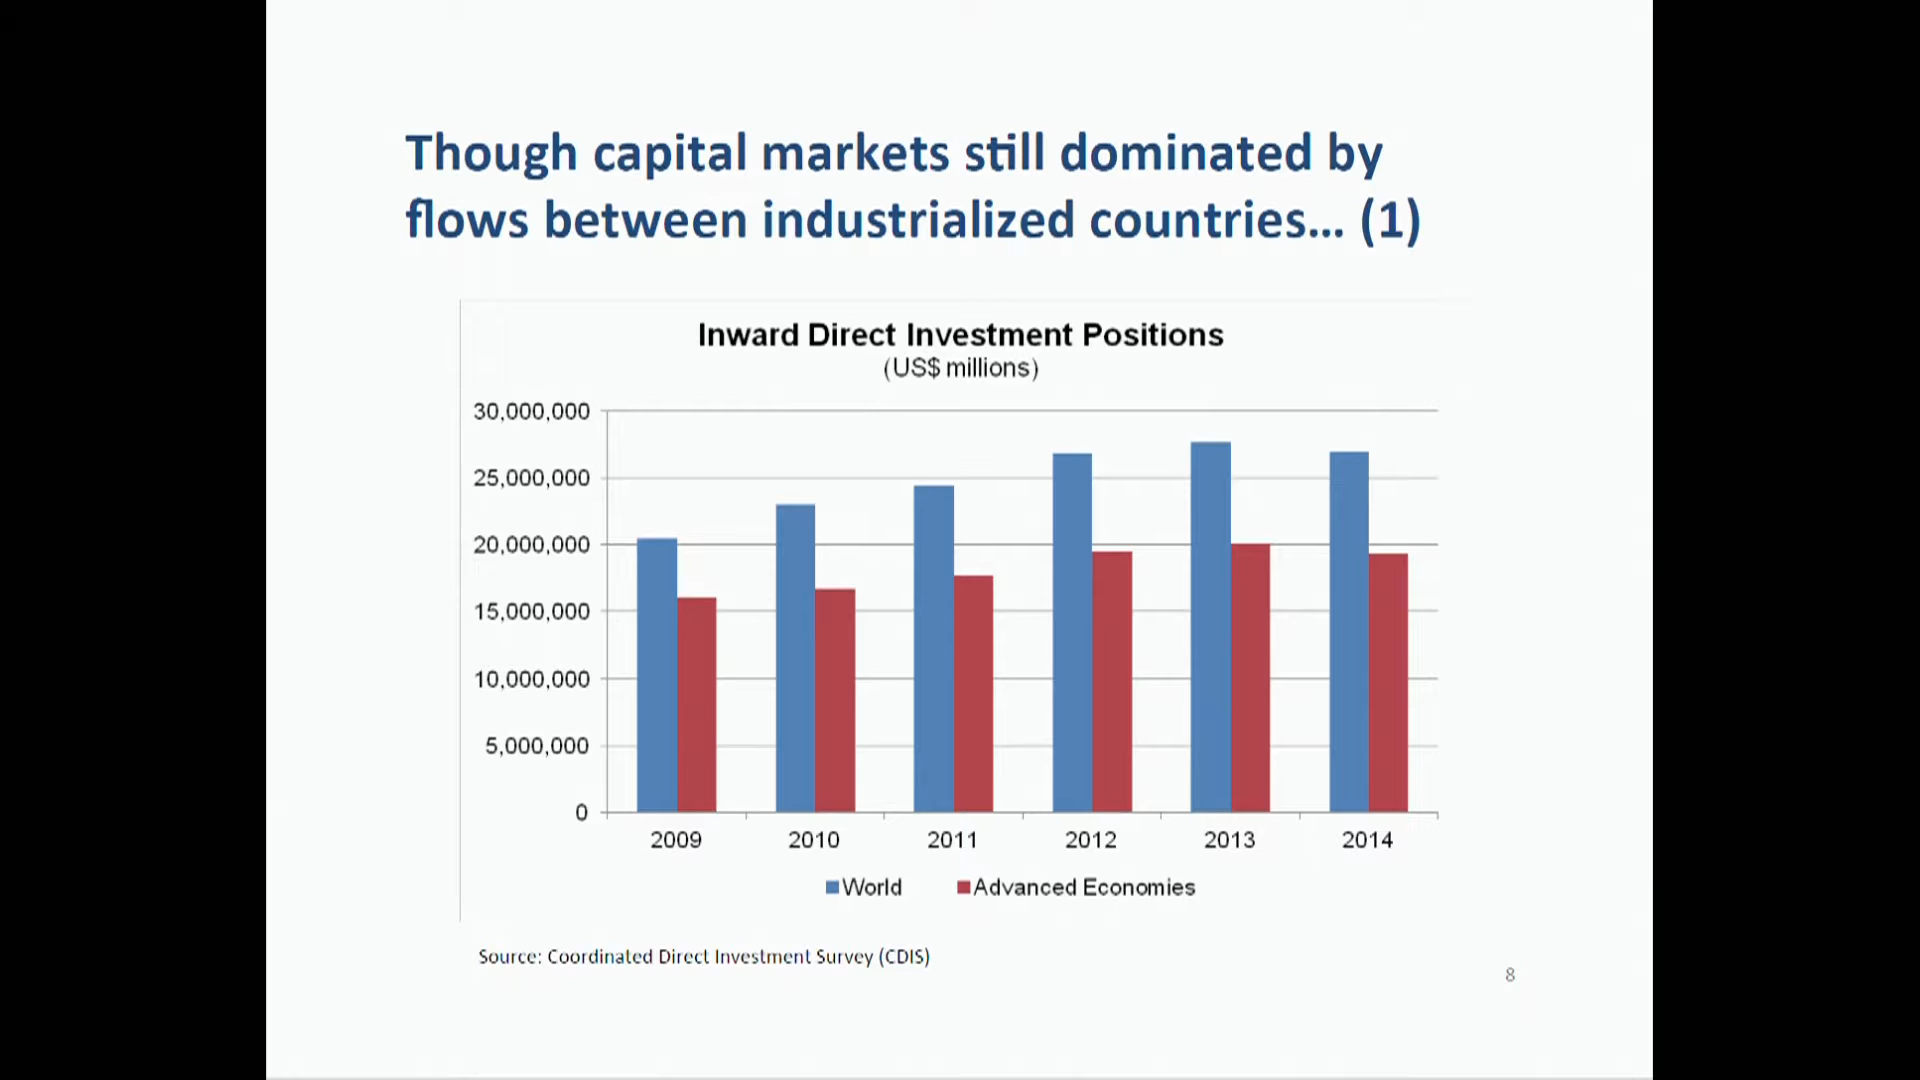 Though capital markets still dominated by
flows between industrialized countries... (1)
Inward Direct Investment Positions
(US$ millions)
30,000,000
25,000,000
20,000,000
15,000,000
10,000,000
5,000,000
0
2009 2010 2011 2012 2013 2014
World Advanced Economies
Source: Coordinated Direct Investment Survey (CDIS)
8